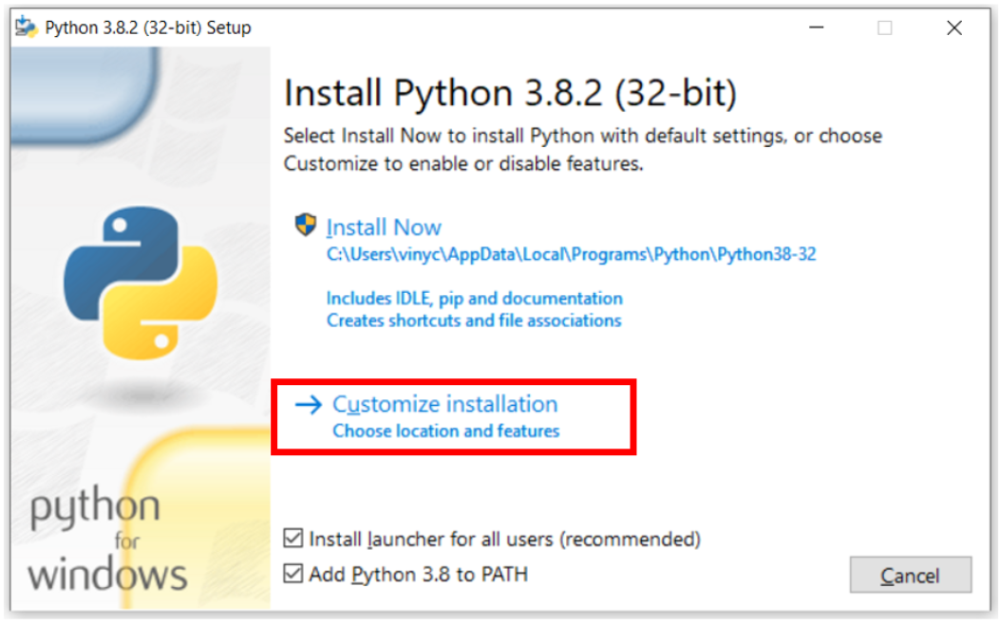 Python 3.8.2 (32-bit) Setup
Install Python 3.8.2 (32-bit)
Select Install Now to install Python with default settings, or choose
Customize to enable or disable features.
Install Now
C:\Users\vinyc\AppData\Local\Programs\Python\Python38-32
Includes IDLE, pip and documentation
Creates shortcuts and file associations
Customize installation
Choose location and features
python
for
windows
Install launcher for all users (recommended)
Add Python 3.8 to PATH
Cancel